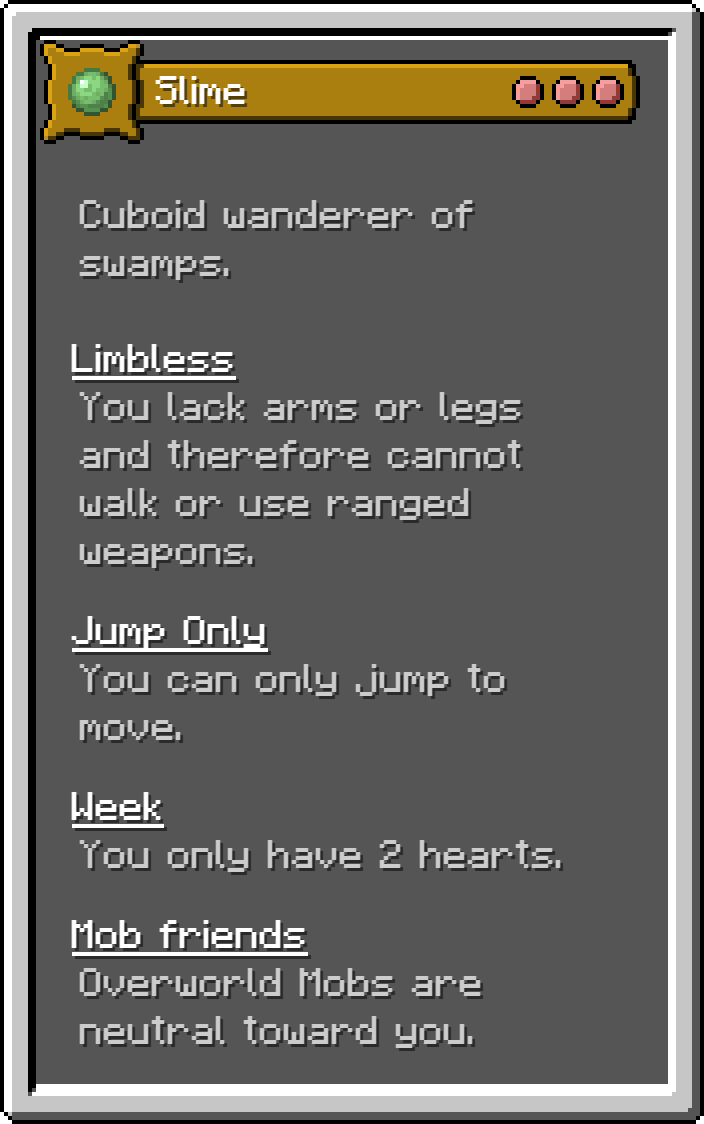 Slime
Cuboid wanderer of
swamps.
Limbless
You lack arms or legs
and therefore cannot
walk or use ranged
weapons.
Jump Only
You can only jump to
move.
Week
You only have 2 hearts.
Mob friends
Overworld Mobs are
neutral toward you.